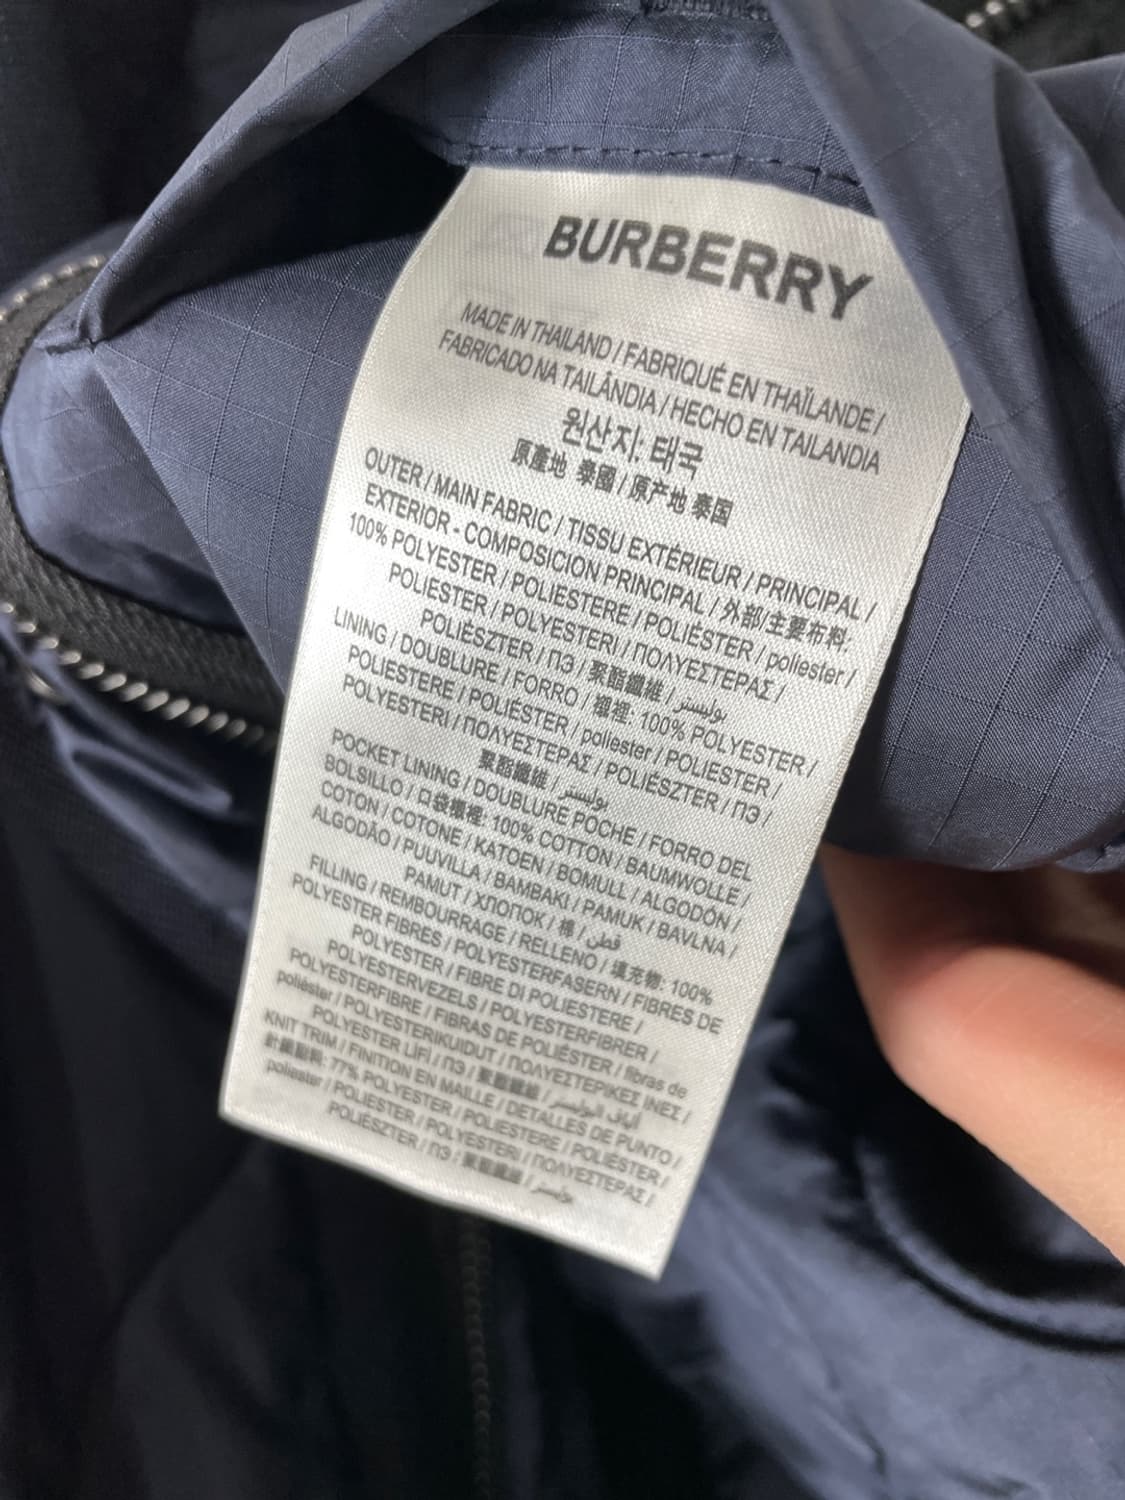 BURBERRY
MADE IN THAILAND / FABRIQUÉ EN THAÏLANDE /
FABRICADO NA TAILÂNDIA / HECHO EN TAILANDIA
원산지: 태국
原產地 泰國 / 原产地 泰国
OUTER / MAIN FABRIC / TISSU EXTÉRIEUR / PRINCIPAL /
EXTERIOR - COMPOSICION PRINCIPAL / 外部/主要布料:
100% POLYESTER / POLIESTERE / POLIÉSTER / poliester /
POLIESTER / POLYESTERI / ΠΟΛΥΕΣΤΕΡΑΣ /
POLIÉSZTER / ПЭ / 聚酯纖維 / بوليستر
LINING / DOUBLURE / FORRO / 襯裡: 100% POLYESTER /
POLIESTERE / POLIÉSTER / poliester / POLIESTER /
POLYESTERI / ΠΟΛΥΕΣΤΕΡΑΣ / POLIÉSZTER / ПЭ /
聚酯纖維 / بوليستر
POCKET LINING / DOUBLURE POCHE / FORRO DEL
BOLSILLO / 口袋襯裡: 100% COTTON / BAUMWOLLE /
COTON / COTONE / KATOEN / BOMULL / ALGODÓN /
ALGODÃO / PUUVILLA / BAMBAKI / PAMUK / BAVLNA /
PAMUT / ХЛОПОК / 棉 / قطن
FILLING / REMBOURRAGE / RELLENO / 填充物: 100%
POLYESTER FIBRES / POLYESTERFASERN / FIBRES DE
POLYESTER / FIBRE DI POLIESTERE /
POLYESTERVEZELS / POLYESTERFIBRER /
POLYESTERFIBRE / FIBRAS DE POLIÉSTER / fibras de
poliéster / POLYESTERIKUIDUT / ΠΟΛΥΕΣΤΕΡΙΚΕΣ ΙΝΕΣ /
POLYESTER LİFİ / ПЭ / 聚酯纖維 / ألياف البوليستر
KNIT TRIM / FINITION EN MAILLE / DETALLES DE PUNTO /
77% POLYESTER / POLIESTERE / POLIÉSTER /
poliester / POLIESTER / POLYESTERI / ΠΟΛΥΕΣΤΕΡΑΣ /
POLIÉSZTER / ПЭ / 聚酯纖維 / بوليستر